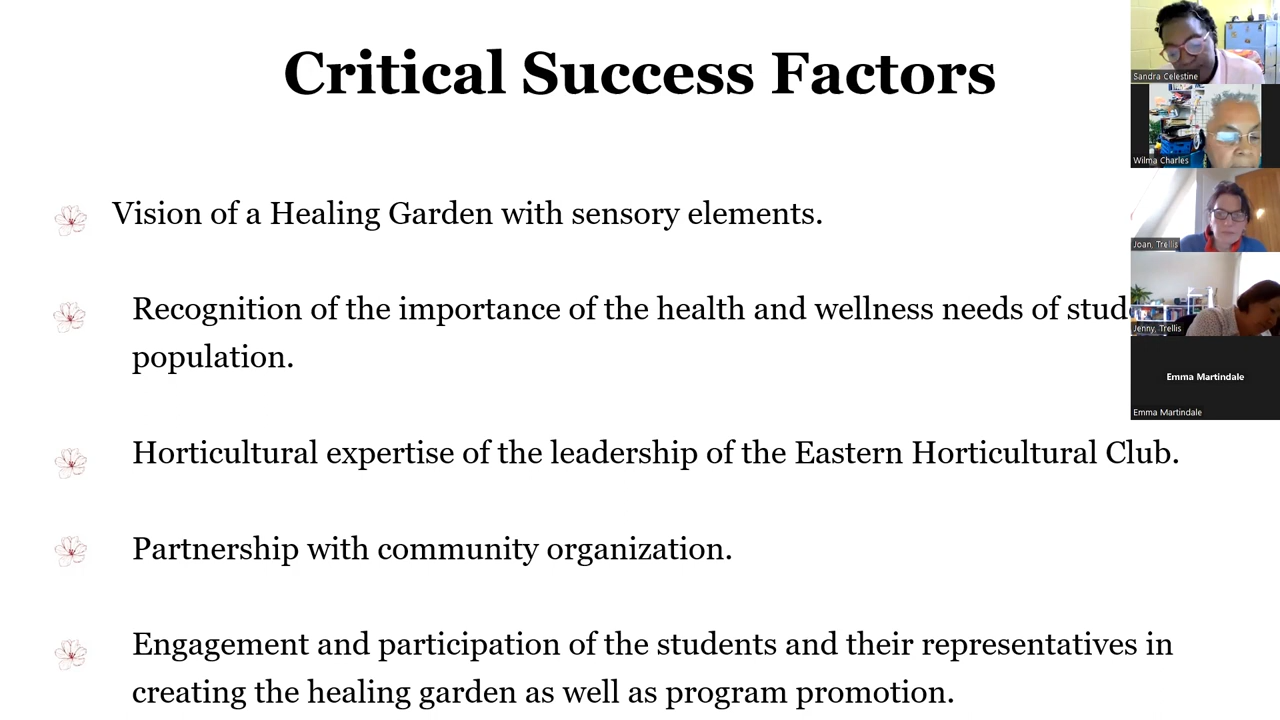 Critical Success Factors
Vision of a Healing Garden with sensory elements.
Recognition of the importance of the health and wellness needs of
population.
Horticultural expertise of the leadership of the Eastern Horticultural Club.
Partnership with community organization.
Engagement and participation of the students and their representatives in
creating the healing garden as well as program promotion.
Sandra Celestine
Wilma Charles
Joan, Trellis
Jenny, Trellis
Emma Martindale
Emma Martindale